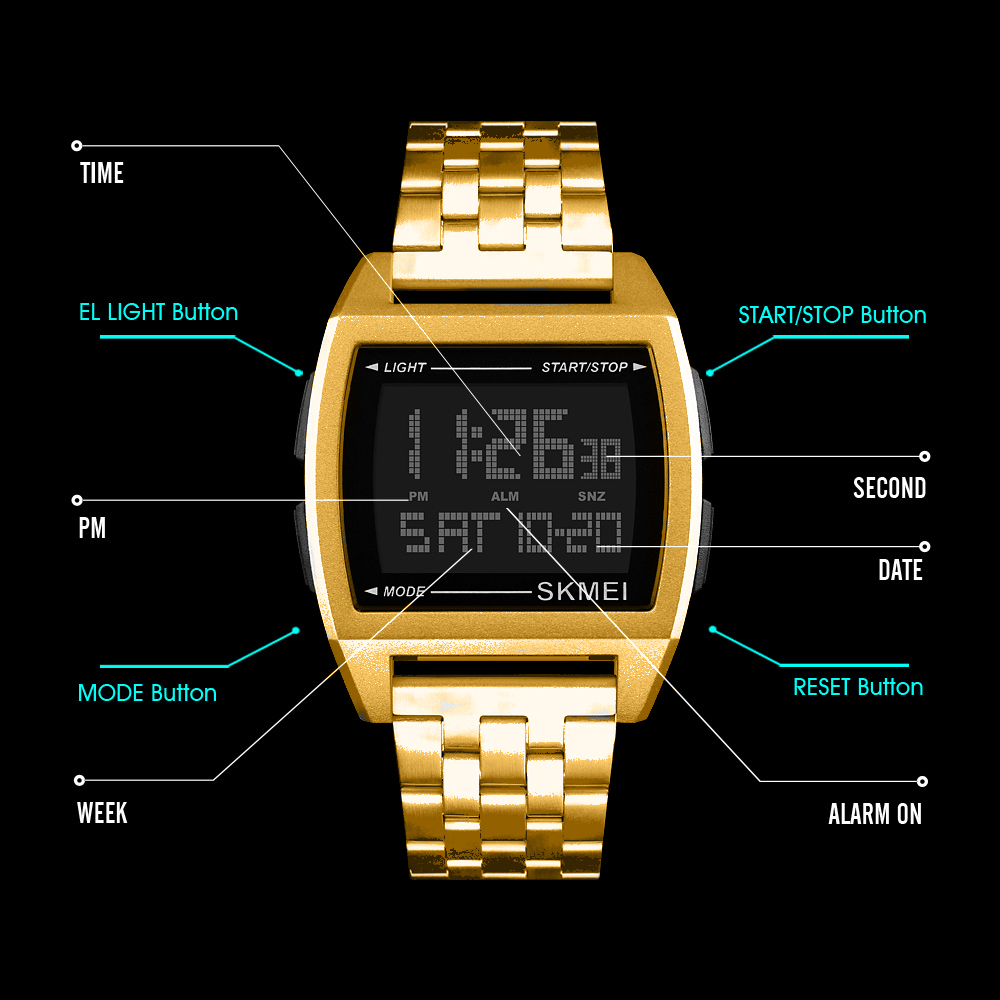 TIME
EL LIGHT Button
START/STOP Button
LIGHT
START/STOP
11:26 38
PM ALM SNZ
SAT 10-20
SECOND
PM
DATE
MODE
SKMEI
MODE Button
RESET Button
WEEK
ALARM ON